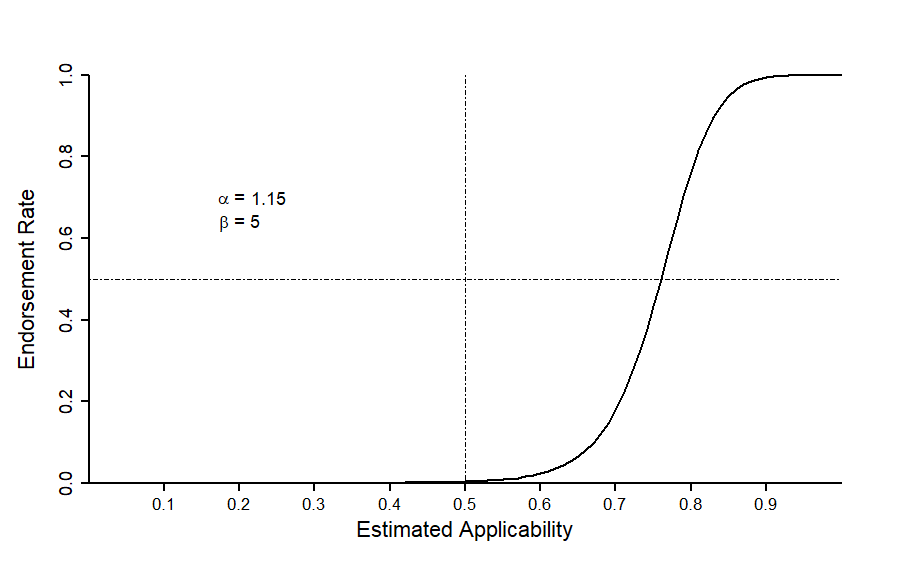 1.0
0.8
0.6
0.4
0.2
0.0
Endorsement Rate
α = 1.15
β = 5
0.1 0.2 0.3 0.4 0.5 0.6 0.7 0.8 0.9
Estimated Applicability